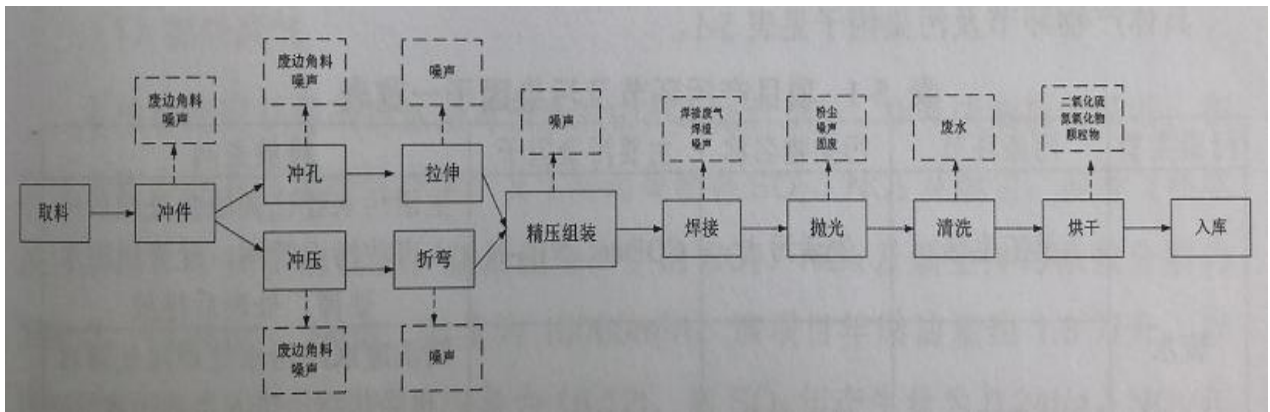 废边角料
噪声
噪声
废边角料
噪声
噪声
焊接废气
焊渣
噪声
粉尘
噪声
固废
废水
二氧化硫
氮氧化物
颗粒物
取料
冲件
冲孔
拉伸
冲压
折弯
精压组装
焊接
抛光
清洗
烘干
入库
废边角料
噪声
噪声